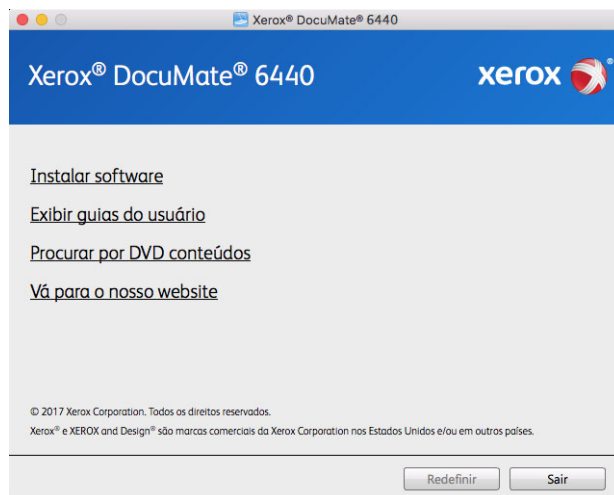 Xerox® DocuMate® 6440
Xerox® DocuMate® 6440
xerox ®
Instalar software
Exibir guias do usuário
Procurar por DVD conteúdos
Vá para o nosso website
© 2017 Xerox Corporation. Todos os direitos reservados.
Xerox® e XEROX and Design® são marcas comerciais da Xerox Corporation nos Estados Unidos e/ou em outros países.
Redefinir
Sair